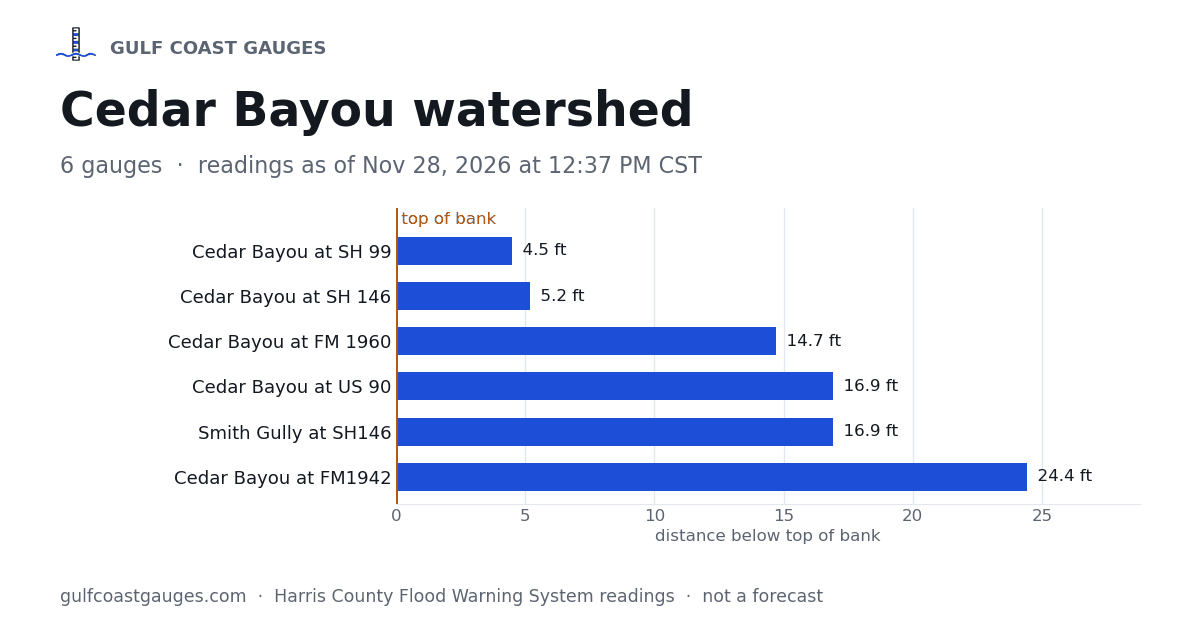 GULF COAST GAUGES
Cedar Bayou watershed
6 gauges · readings as of Nov 28, 2026 at 12:37 PM CST
top of bank
Cedar Bayou at SH 99 4.5 ft
Cedar Bayou at SH 146 5.2 ft
Cedar Bayou at FM 1960 14.7 ft
Cedar Bayou at US 90 16.9 ft
Smith Gully at SH146 16.9 ft
Cedar Bayou at FM1942 24.4 ft
0 5 10 15 20 25
distance below top of bank
gulfcoastgauges.com · Harris County Flood Warning System readings · not a forecast